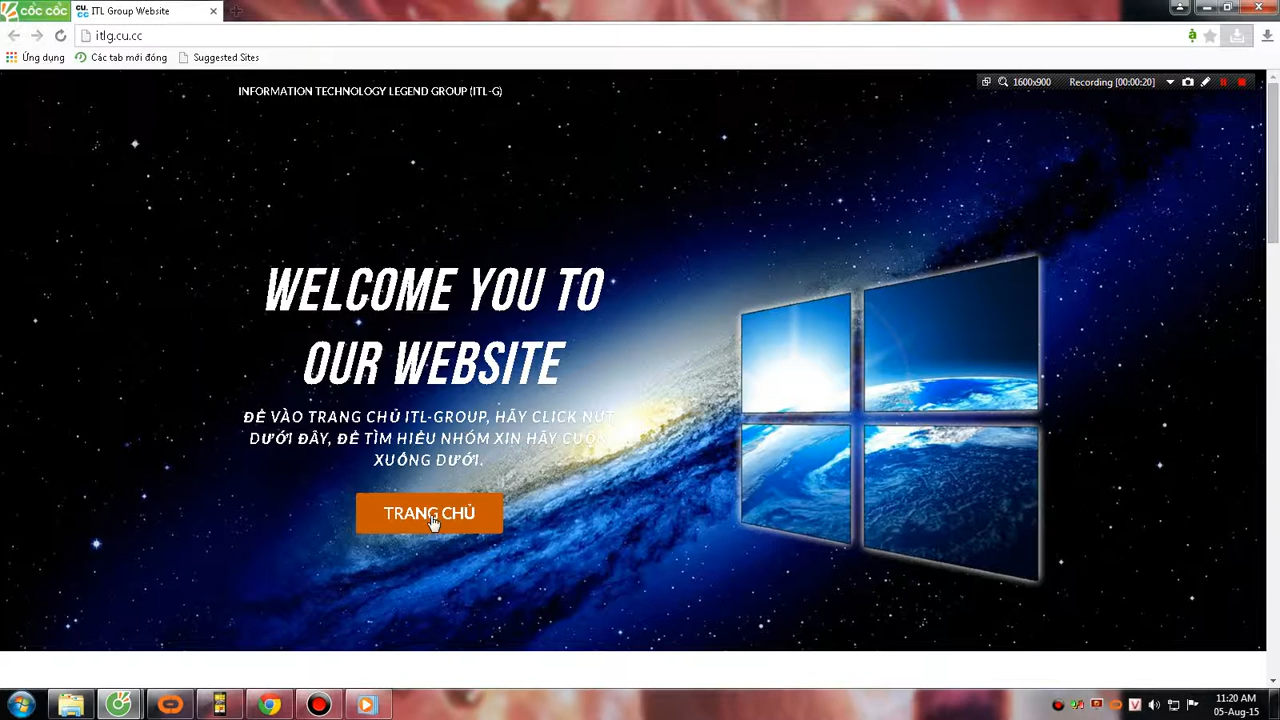 cốc cốc
cu.cc ITL Group Website
itlg.cu.cc
ạ
Ứng dụng Các tab mới đóng Suggested Sites
INFORMATION TECHNOLOGY LEGEND GROUP (ITL-G)
1600x900 Recording [00:00:20]
WELCOME YOU TO
OUR WEBSITE
ĐỂ VÀO TRANG CHỦ ITL-GROUP, HÃY CLICK NÚT
DƯỚI ĐÂY, ĐỂ TÌM HIỂU NHÓM XIN HÃY CUỘN
XUỐNG DƯỚI.
TRANG CHỦ
V
11:20 AM
05-Aug-15